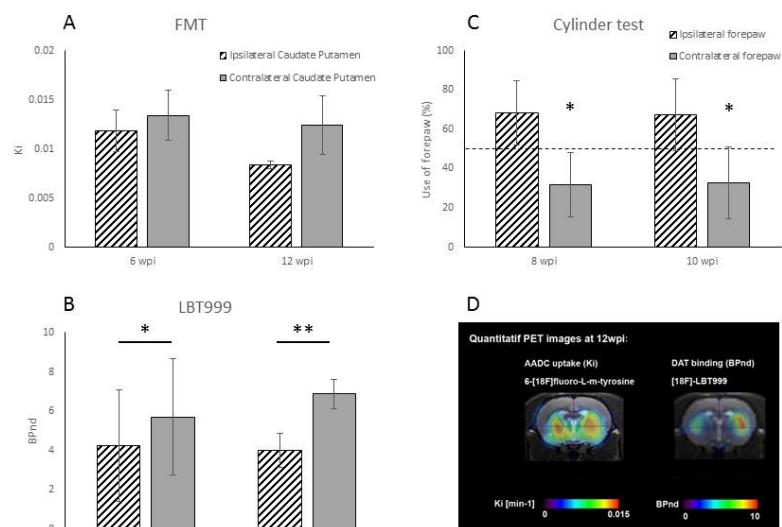 A
FMT
Ipsilateral Caudate Putamen
Contralateral Caudate Putamen
0.02
0.015
0.01
0.005
0
Ki
6 wpi
12 wpi
C
Cylinder test
Ipsilateral forepaw
Contralateral forepaw
100
80
60
40
20
0
Use of forepaw (%)
*
*
8 wpi
10 wpi
B
LBT999
10
8
6
4
2
0
BPnd
*
**
D
Quantitatif PET images at 12wpi:
AADC uptake (Ki)
6-[18F]fluoro-L-m-tyrosine
DAT binding (BPnd)
[18F]-LBT999
Ki [min-1]
0
0.015
BPnd
0
10